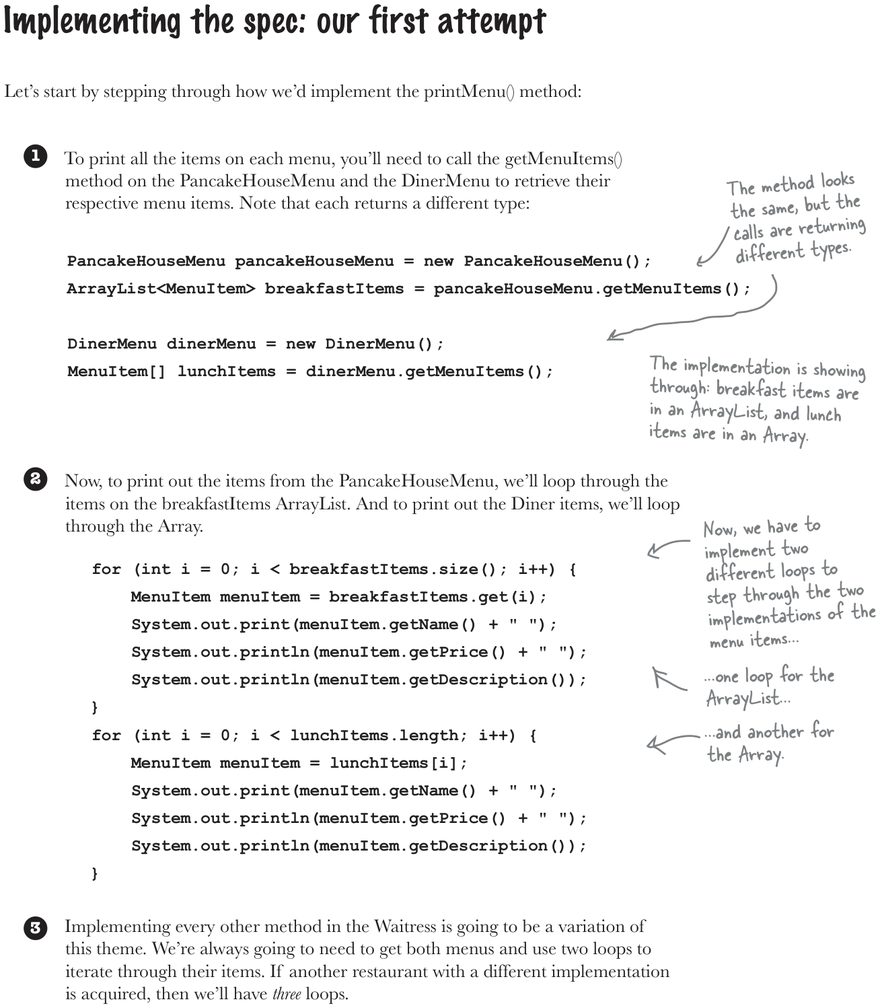 Implementing the spec: our first attempt
Let's start by stepping through how we'd implement the printMenu() method:
1 To print all the items on each menu, you'll need to call the getMenuItems()
method on the PancakeHouseMenu and the DinerMenu to retrieve their
respective menu items. Note that each returns a different type:
The method looks
the same, but the
calls are returning
different types.
PancakeHouseMenu pancakeHouseMenu = new PancakeHouseMenu();
ArrayList<MenuItem> breakfastItems = pancakeHouseMenu.getMenuItems();
DinerMenu dinerMenu = new DinerMenu();
MenuItem[] lunchItems = dinerMenu.getMenuItems();
The implementation is showing
through: breakfast items are
in an ArrayList, and lunch
items are in an Array.
2 Now, to print out the items from the PancakeHouseMenu, we'll loop through the
items on the breakfastItems ArrayList. And to print out the Diner items, we'll loop
through the Array.
for (int i = 0; i < breakfastItems.size(); i++) {
MenuItem menuItem = breakfastItems.get(i);
System.out.print(menuItem.getName() + " ");
System.out.println(menuItem.getPrice() + " ");
System.out.println(menuItem.getDescription());
}
for (int i = 0; i < lunchItems.length; i++) {
MenuItem menuItem = lunchItems[i];
System.out.print(menuItem.getName() + " ");
System.out.println(menuItem.getPrice() + " ");
System.out.println(menuItem.getDescription());
}
Now, we have to
implement two
different loops to
step through the two
implementations of the
menu items...
...one loop for the
ArrayList...
...and another for
the Array.
3 Implementing every other method in the Waitress is going to be a variation of
this theme. We're always going to need to get both menus and use two loops to
iterate through their items. If another restaurant with a different implementation
is acquired, then we'll have three loops.